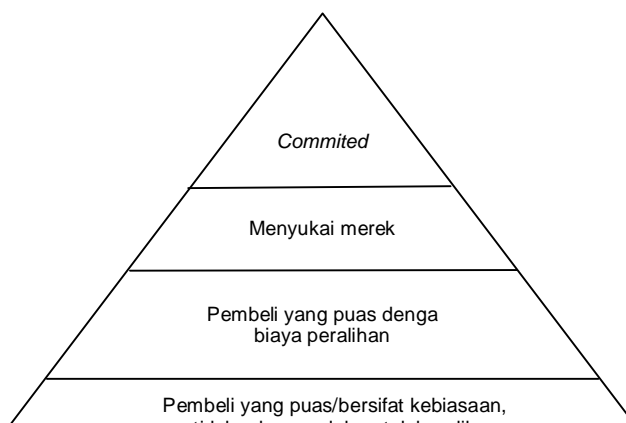 Commited
Menyukai merek
Pembeli yang puas denga
biaya peralihan
Pembeli yang puas/bersifat kebiasaan,